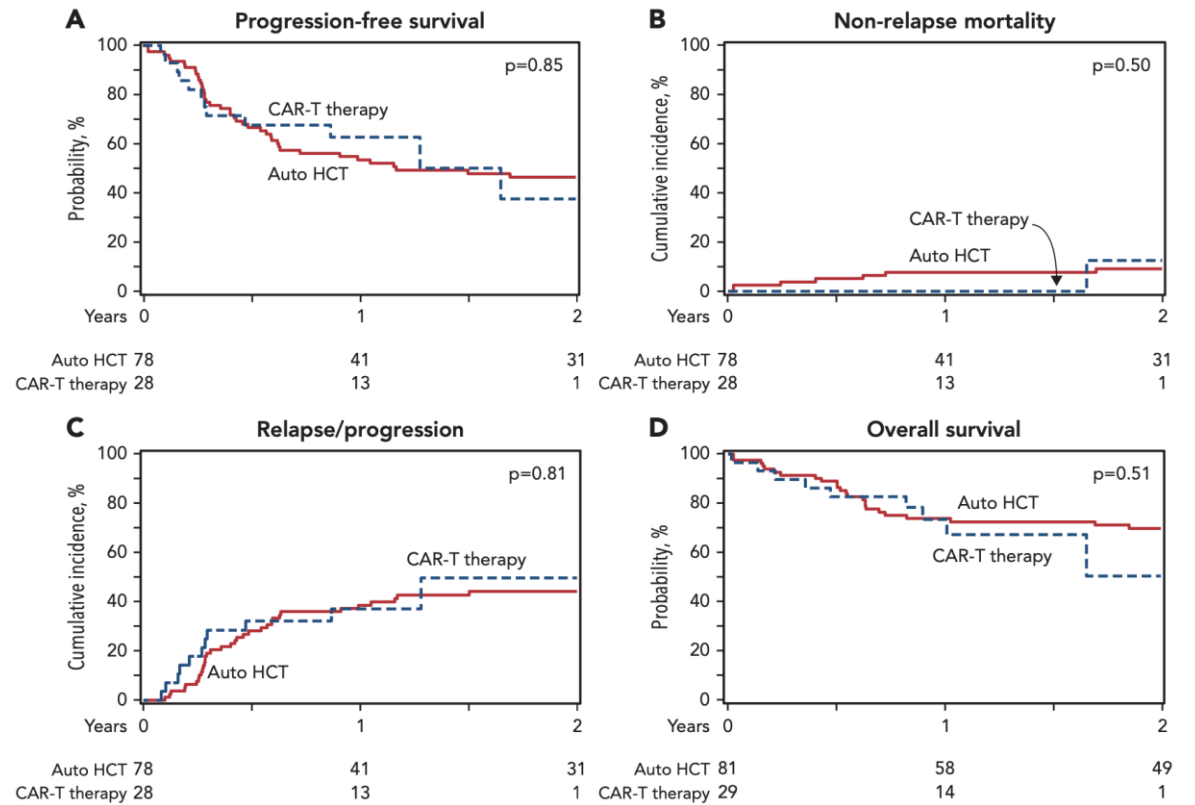 A Progression-free survival
100
80
60
40
20
0
Probability, %
p=0.85
CAR-T therapy
Auto HCT
Years 0 1 2
Auto HCT 78 41 31
CAR-T therapy 28 13 1
B Non-relapse mortality
100
80
60
40
20
0
Cumulative incidence, %
p=0.50
CAR-T therapy
Auto HCT
Years 0 1 2
Auto HCT 78 41 31
CAR-T therapy 28 13 1
C Relapse/progression
100
80
60
40
20
0
Cumulative incidence, %
p=0.81
CAR-T therapy
Auto HCT
Years 0 1 2
Auto HCT 78 41 31
CAR-T therapy 28 13 1
D Overall survival
100
80
60
40
20
0
Probability, %
p=0.51
Auto HCT
CAR-T therapy
Years 0 1 2
Auto HCT 81 58 49
CAR-T therapy 29 14 1